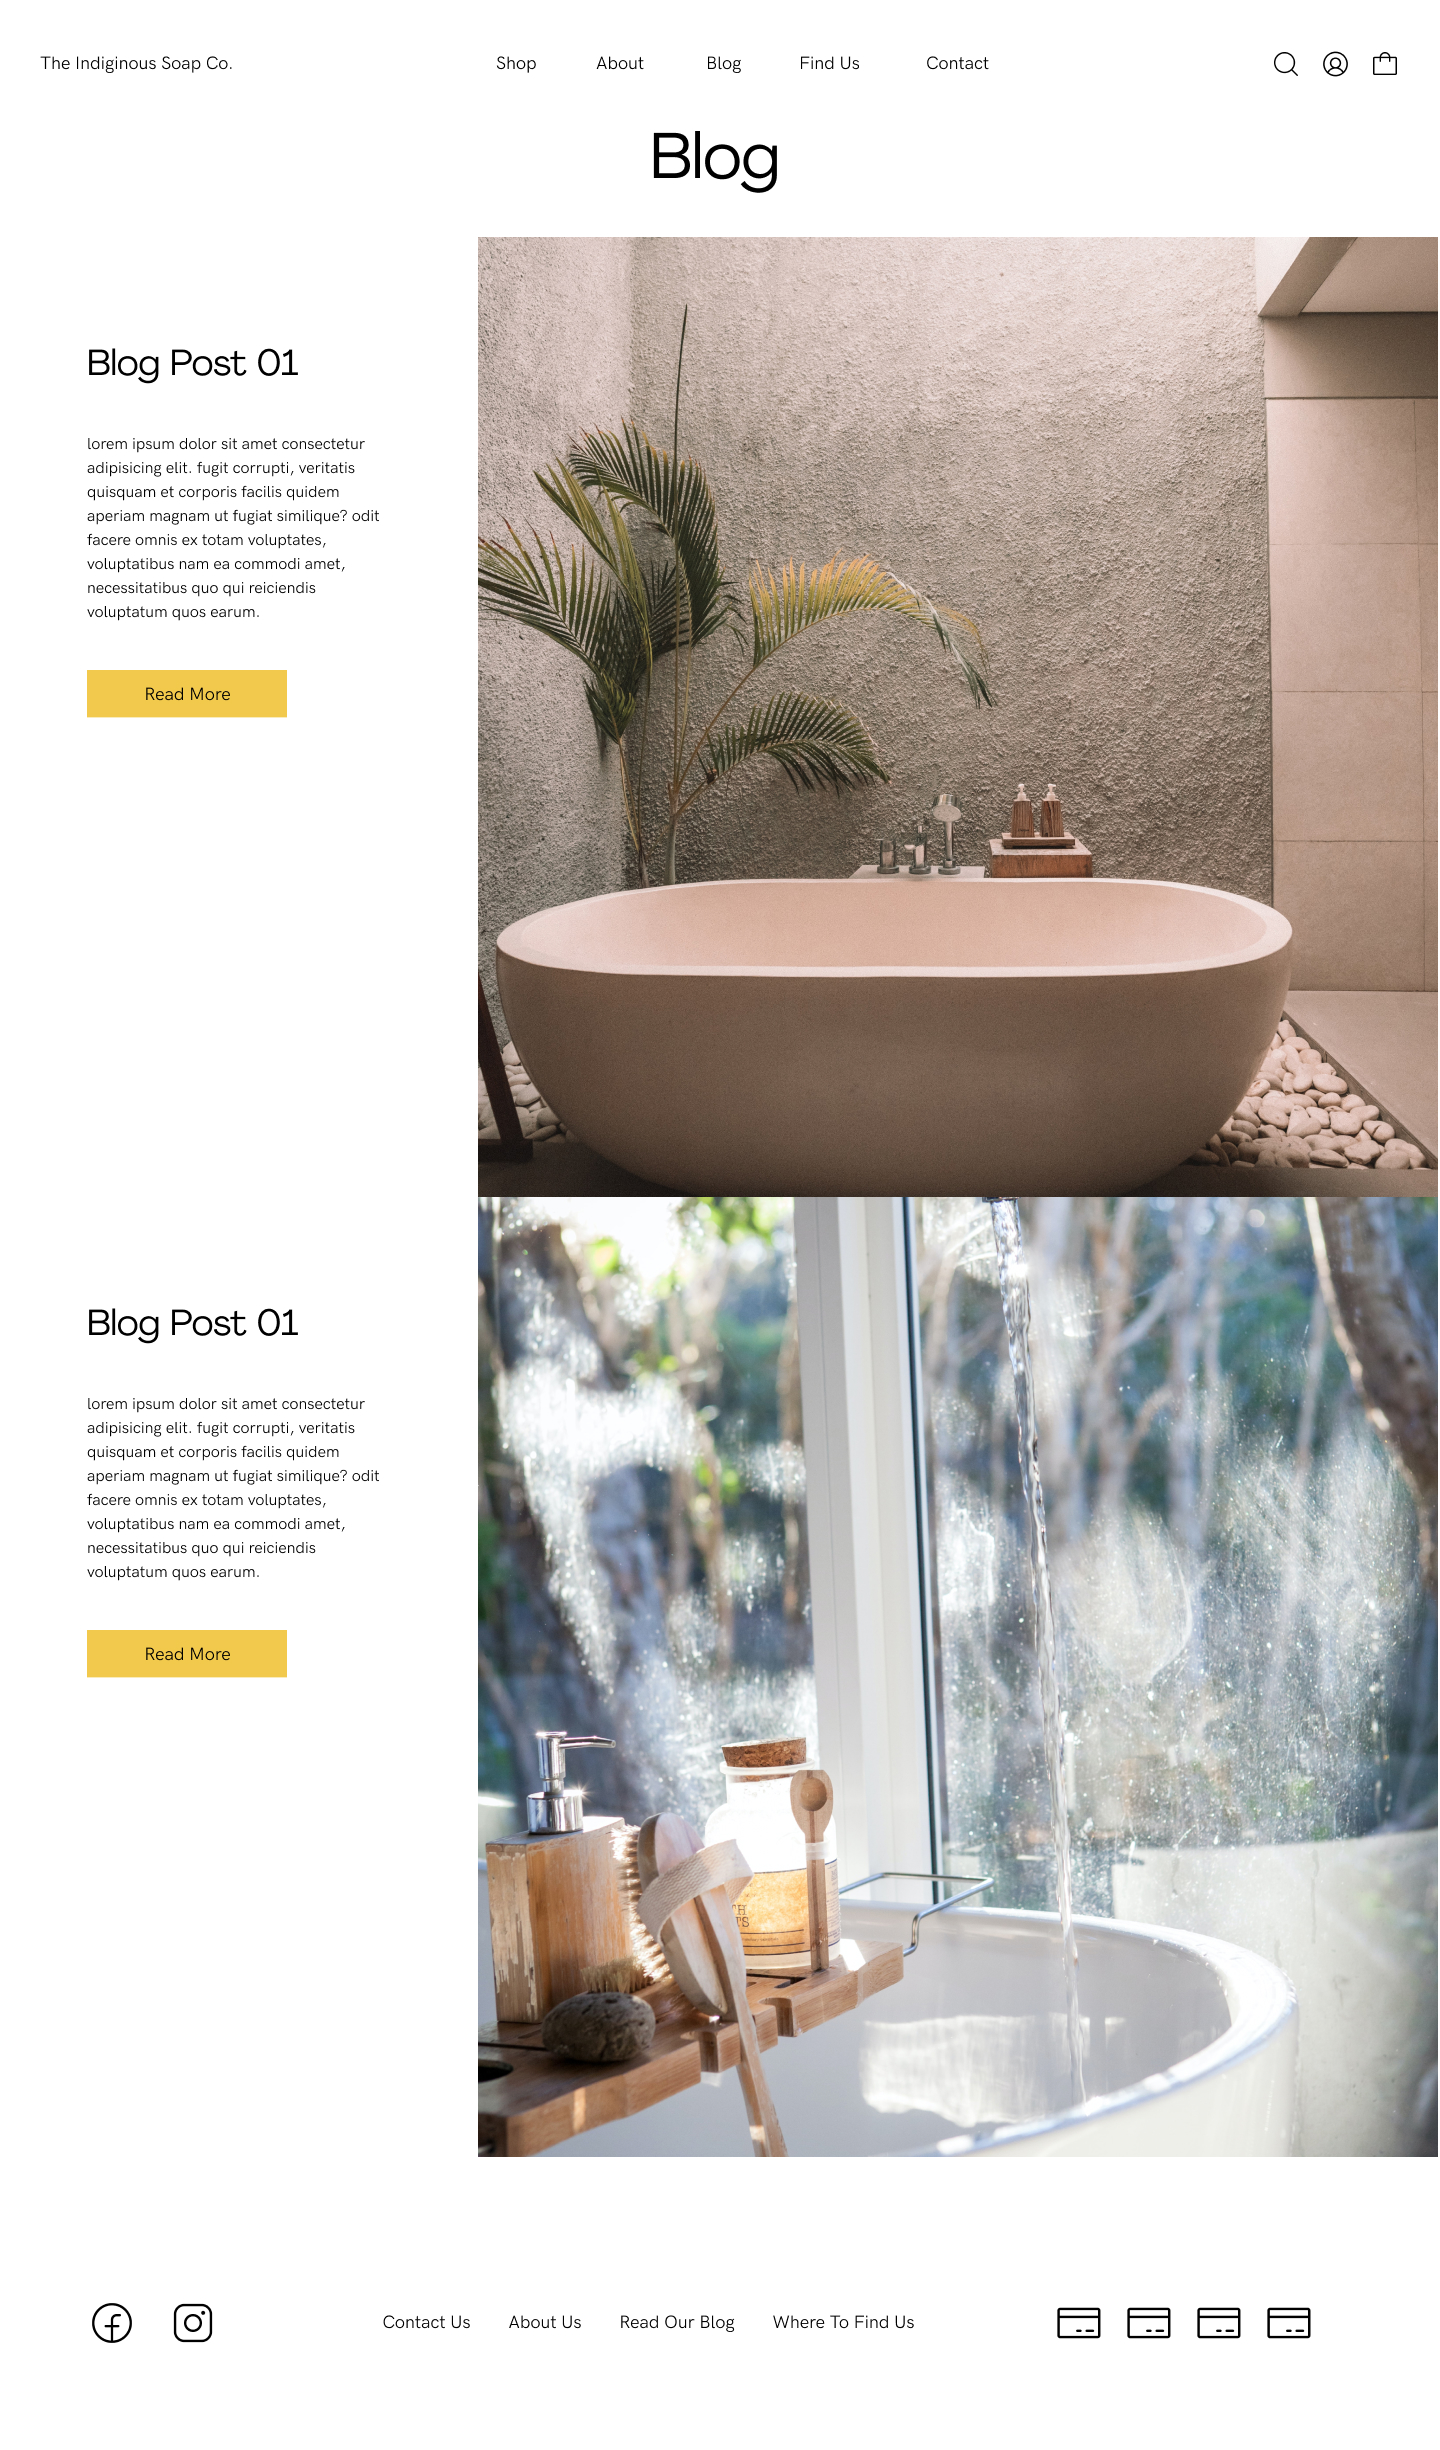 The Indiginous Soap Co.
Shop About Blog Find Us Contact
Blog
Blog Post 01
lorem ipsum dolor sit amet consectetur
adipisicing elit. fugit corrupti, veritatis
quisquam et corporis facilis quidem
aperiam magnam ut fugiat similique? odit
facere omnis ex totam voluptates,
voluptatibus nam ea commodi amet,
necessitatibus quo qui reiciendis
voluptatum quos earum.
Read More
Blog Post 01
lorem ipsum dolor sit amet consectetur
adipisicing elit. fugit corrupti, veritatis
quisquam et corporis facilis quidem
aperiam magnam ut fugiat similique? odit
facere omnis ex totam voluptates,
voluptatibus nam ea commodi amet,
necessitatibus quo qui reiciendis
voluptatum quos earum.
Read More
Contact Us About Us Read Our Blog Where To Find Us